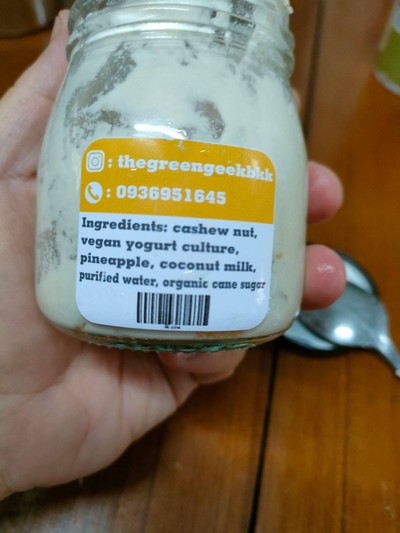 : thegreengeekbkk
: 0936951645
Ingredients: cashew nut,
vegan yogurt culture,
pineapple, coconut milk,
purified water, organic cane sugar